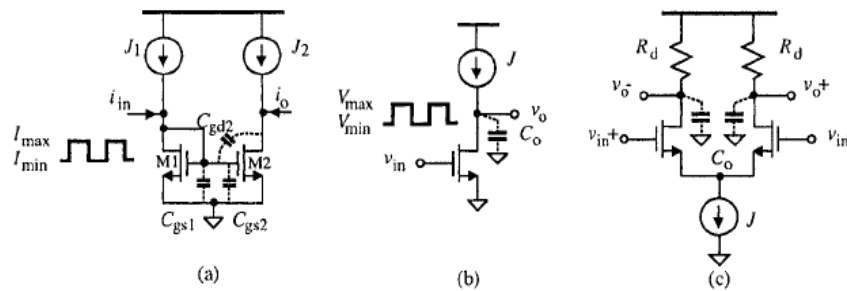 J1
J2
iin
io
Cgd2
Imax
Imin
M1
M2
Cgs1
Cgs2
(a)
J
Vmax
Vmin
vo
Co
vin
(b)
Rd
Rd
vo-
vo+
vin+
vin
Co
J
(c)